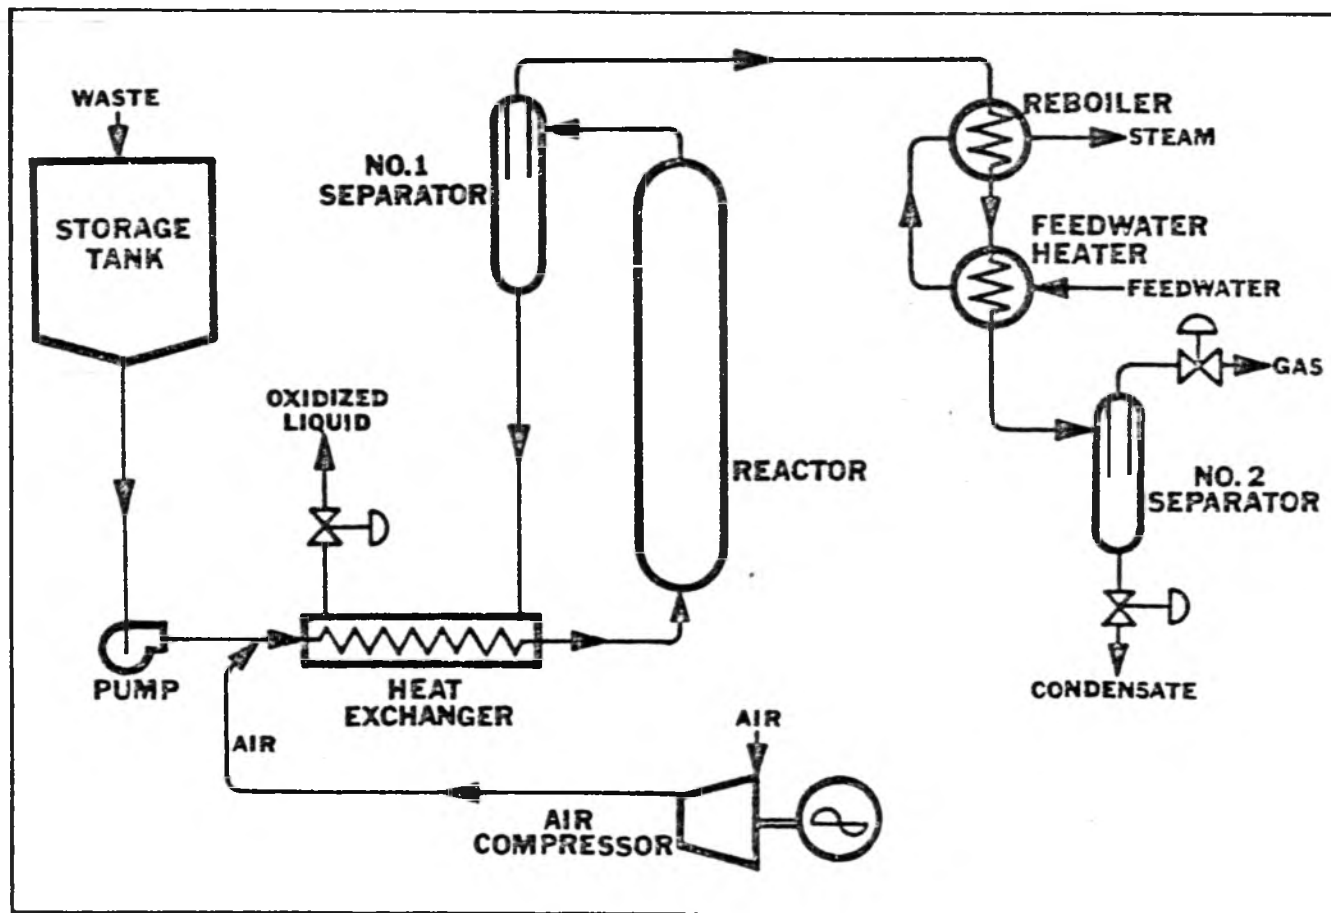 WASTE
STORAGE
TANK
NO.1
SEPARATOR
REBOILER
STEAM
FEEDWATER
HEATER
FEEDWATER
GAS
OXIDIZED
LIQUID
REACTOR
NO. 2
SEPARATOR
PUMP
HEAT
EXCHANGER
CONDENSATE
AIR
AIR
AIR
COMPRESSOR